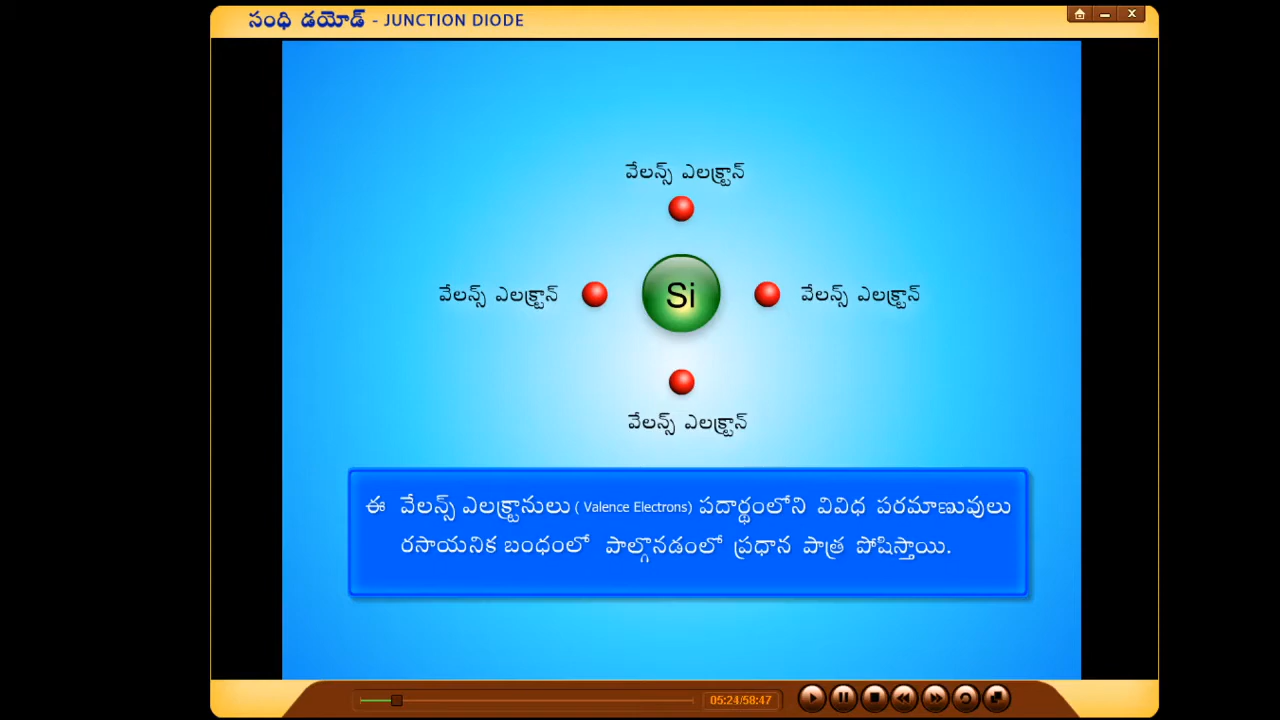 సంధి డయోడ్ - JUNCTION DIODE
వేలన్స్ ఎలక్ట్రాన్
వేలన్స్ ఎలక్ట్రాన్
Si
వేలన్స్ ఎలక్ట్రాన్
వేలన్స్ ఎలక్ట్రాన్
ఈ వేలన్స్ ఎలక్ట్రానులు ( Valence Electrons) పదార్థంలోని వివిధ పరమాణువులు
రసాయనిక బంధంలో పాల్గొనడంలో ప్రధాన పాత్ర పోషిస్తాయి.
05:24/58:47